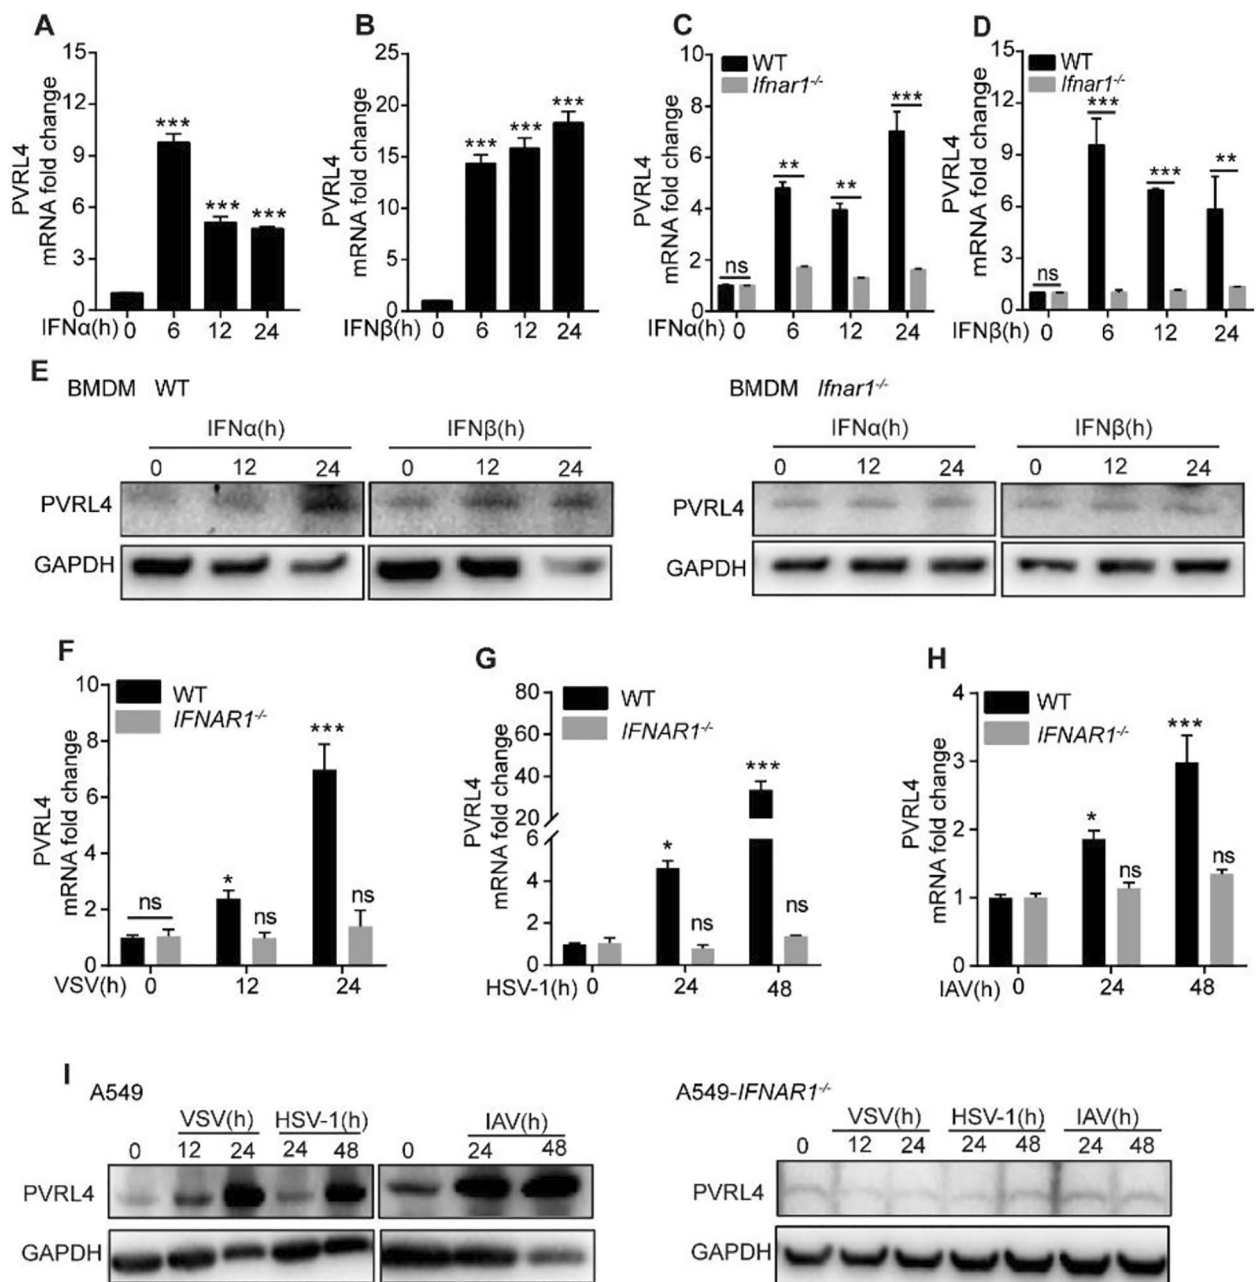 A
PVRL4
mRNA fold change
15
12
9
6
3
0
***
***
***
IFNα(h) 0 6 12 24
B
PVRL4
mRNA fold change
25
20
15
10
5
0
***
***
***
IFNβ(h) 0 6 12 24
C
PVRL4
mRNA fold change
10
8
6
4
2
0
WT
Ifnar1-/-
ns
**
**
***
IFNα(h) 0 6 12 24
D
PVRL4
mRNA fold change
15
12
9
6
3
0
WT
Ifnar1-/-
ns
***
***
**
IFNβ(h) 0 6 12 24
E
BMDM WT
IFNα(h) IFNβ(h)
0 12 24 0 12 24
PVRL4
GAPDH
BMDM Ifnar1-/-
IFNα(h) IFNβ(h)
0 12 24 0 12 24
PVRL4
GAPDH
F
PVRL4
mRNA fold change
10
8
6
4
2
0
WT
IFNAR1-/-
ns
*
ns
***
ns
VSV(h) 0 12 24
G
PVRL4
mRNA fold change
80
60
40
20
6
4
2
0
WT
IFNAR1-/-
*
ns
***
ns
HSV-1(h) 0 24 48
H
PVRL4
mRNA fold change
4
3
2
1
0
WT
IFNAR1-/-
*
ns
***
ns
IAV(h) 0 24 48
I
A549
VSV(h) HSV-1(h) IAV(h)
0 12 24 24 48 0 24 48
PVRL4
GAPDH
A549-IFNAR1-/-
VSV(h) HSV-1(h) IAV(h)
0 12 24 24 48 24 48
PVRL4
GAPDH